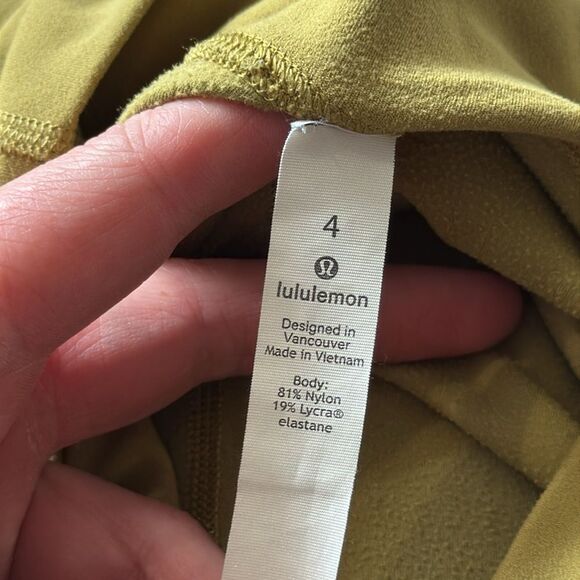 4
lululemon
Designed in
Vancouver
Made in Vietnam
Body:
81% Nylon
19% Lycra®
elastane